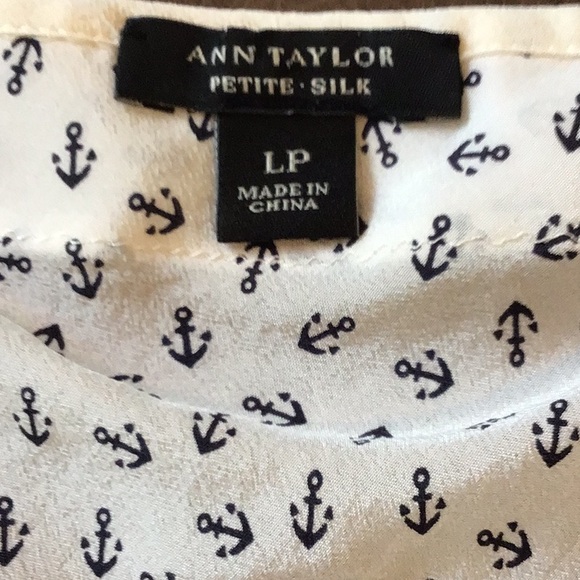 ANN TAYLOR
PETITE · SILK
LP
MADE IN
CHINA